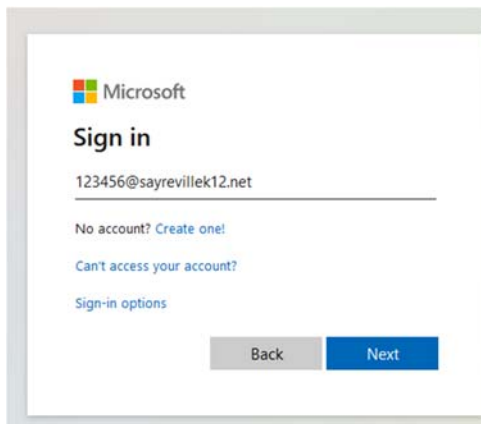 Microsoft
Sign in
123456@sayrevillek12.net
No account? Create one!
Can't access your account?
Sign-in options
Back Next